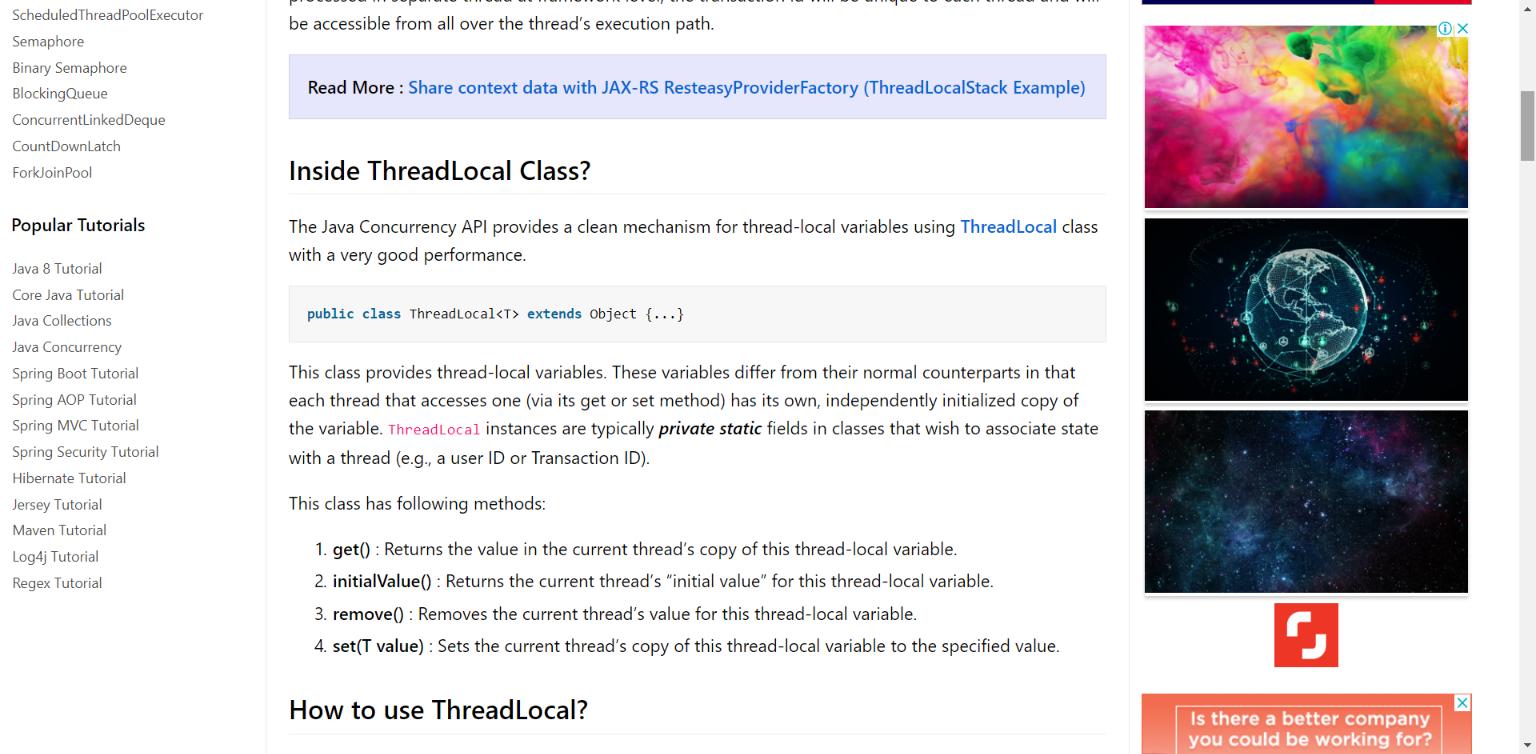 ScheduledThreadPoolExecutor
Semaphore
Binary Semaphore
BlockingQueue
ConcurrentLinkedDeque
CountDownLatch
ForkJoinPool
Popular Tutorials
Java 8 Tutorial
Core Java Tutorial
Java Collections
Java Concurrency
Spring Boot Tutorial
Spring AOP Tutorial
Spring MVC Tutorial
Spring Security Tutorial
Hibernate Tutorial
Jersey Tutorial
Maven Tutorial
Log4j Tutorial
Regex Tutorial
be accessible from all over the thread’s execution path.
Read More : Share context data with JAX-RS ResteasyProviderFactory (ThreadLocalStack Example)
Inside ThreadLocal Class?
The Java Concurrency API provides a clean mechanism for thread-local variables using ThreadLocal class
with a very good performance.
public class ThreadLocal<T> extends Object {...}
This class provides thread-local variables. These variables differ from their normal counterparts in that
each thread that accesses one (via its get or set method) has its own, independently initialized copy of
the variable. ThreadLocal instances are typically private static fields in classes that wish to associate state
with a thread (e.g., a user ID or Transaction ID).
This class has following methods:
1. get() : Returns the value in the current thread’s copy of this thread-local variable.
2. initialValue() : Returns the current thread’s “initial value” for this thread-local variable.
3. remove() : Removes the current thread’s value for this thread-local variable.
4. set(T value) : Sets the current thread’s copy of this thread-local variable to the specified value.
How to use ThreadLocal?
Is there a better company
you could be working for?